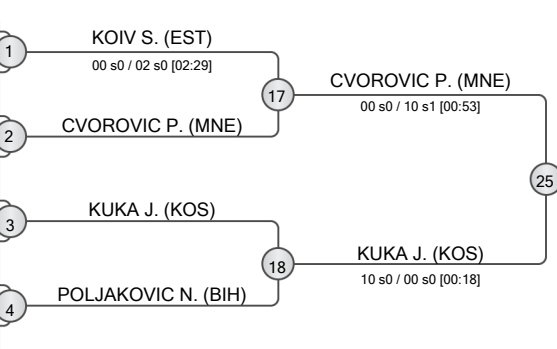 KOIV S. (EST)
1
00 s0 / 02 s0 [02:29]
CVOROVIC P. (MNE)
17
00 s0 / 10 s1 [00:53]
CVOROVIC P. (MNE)
2
25
KUKA J. (KOS)
3
KUKA J. (KOS)
18
10 s0 / 00 s0 [00:18]
POLJAKOVIC N. (BIH)
4